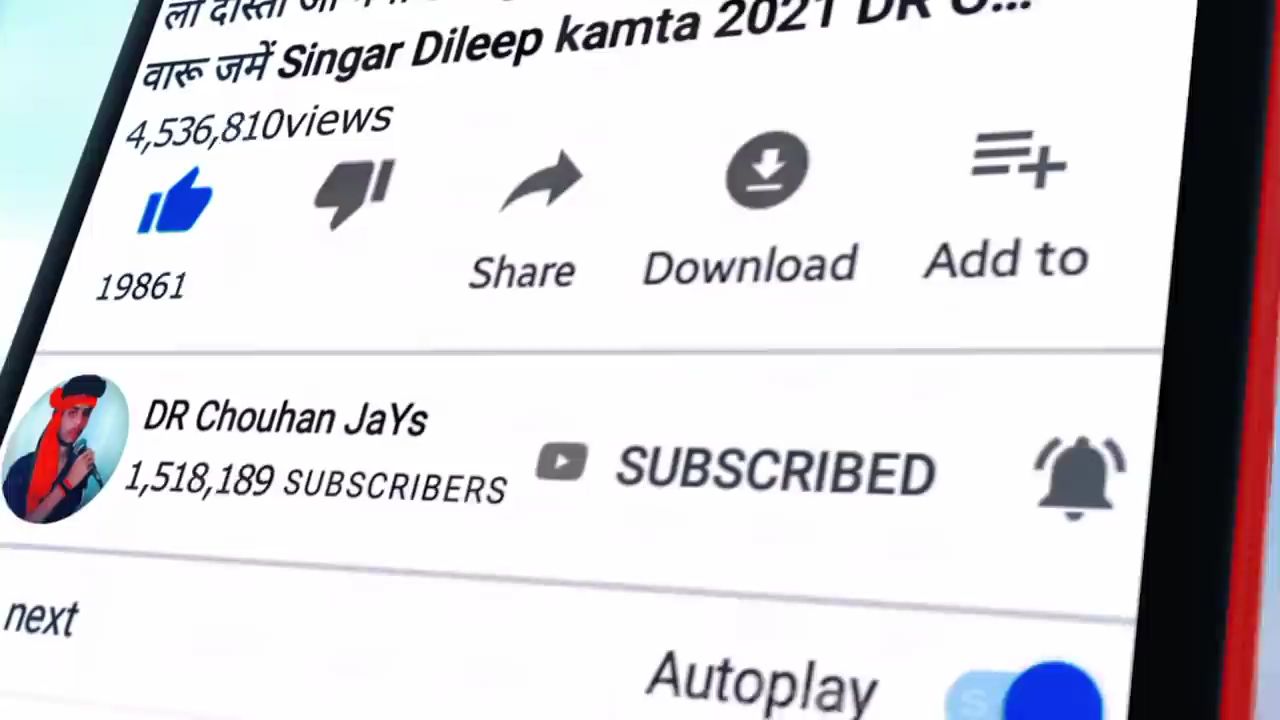 वारू जमें Singar Dileep kamta 2021 DR
4,536,810views
19861
Share
Download
Add to
DR Chouhan JaYs
1,518,189 SUBSCRIBERS
SUBSCRIBED
next
Autoplay